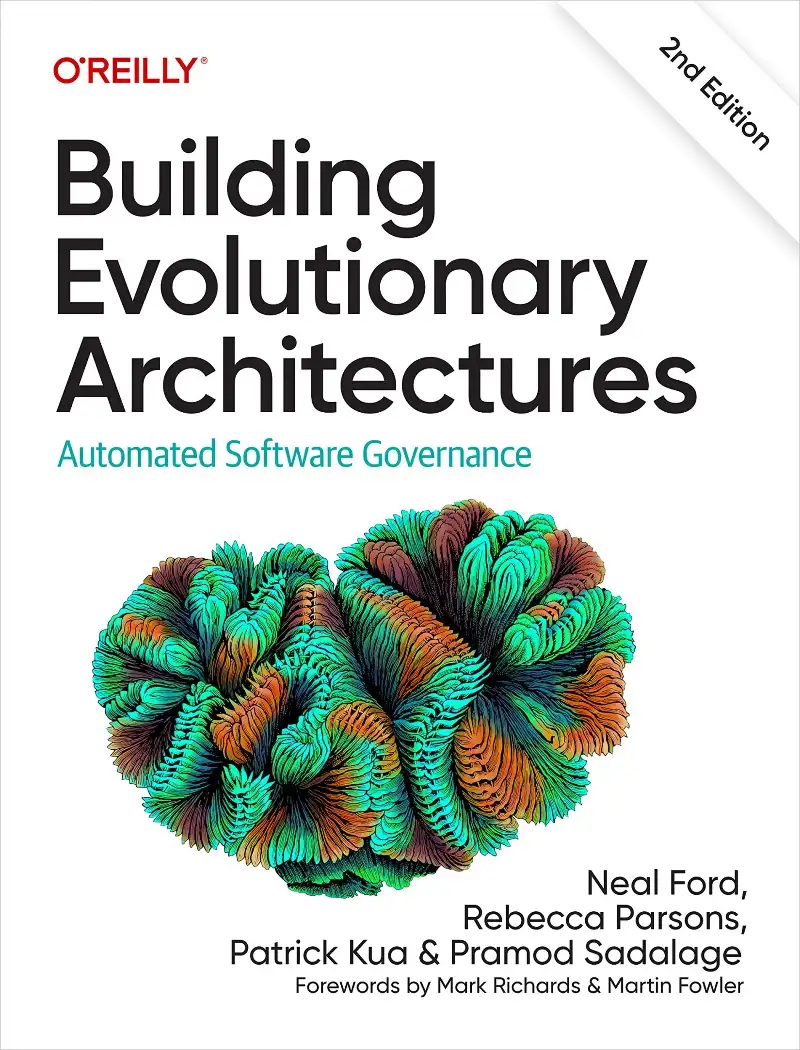 O'REILLY®
2nd Edition
Building
Evolutionary
Architectures
Automated Software Governance
Neal Ford,
Rebecca Parsons,
Patrick Kua & Pramod Sadalage
Forewords by Mark Richards & Martin Fowler